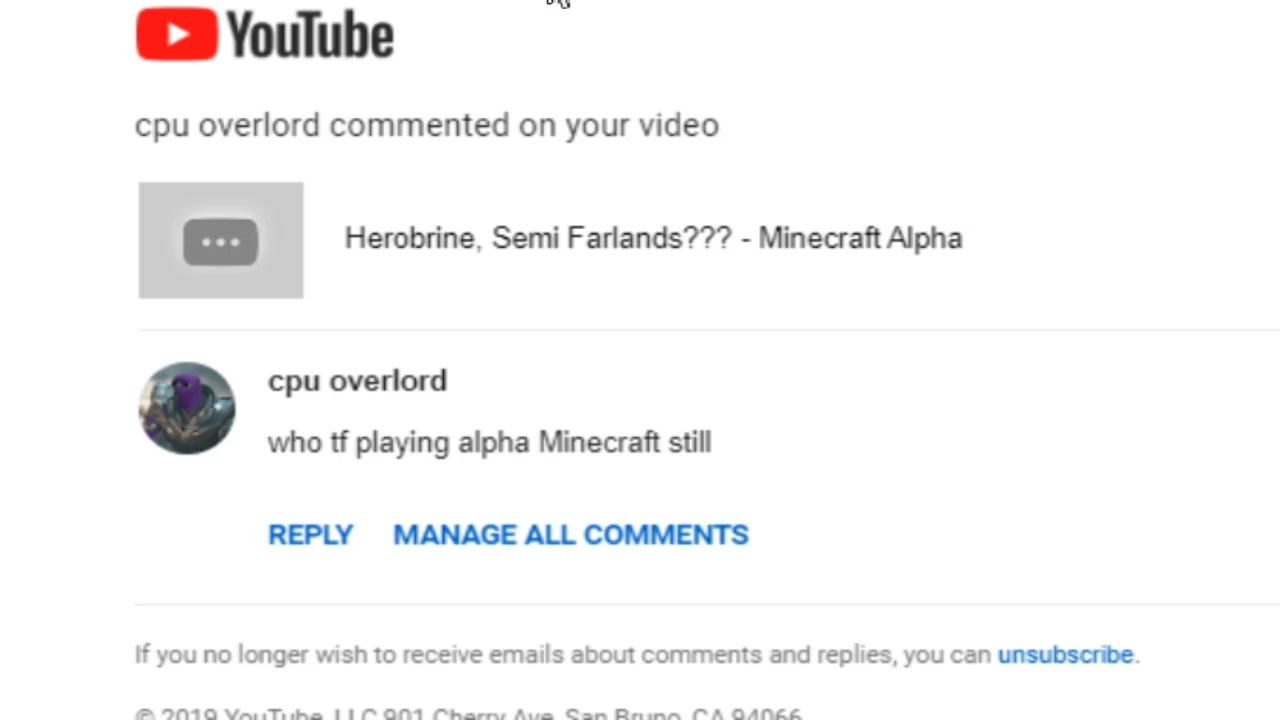 YouTube
cpu overlord commented on your video
Herobrine, Semi Farlands??? - Minecraft Alpha
cpu overlord
who tf playing alpha Minecraft still
REPLY MANAGE ALL COMMENTS
If you no longer wish to receive emails about comments and replies, you can unsubscribe.
© 2019 YouTube, LLC 901 Cherry Ave, San Bruno, CA 94066